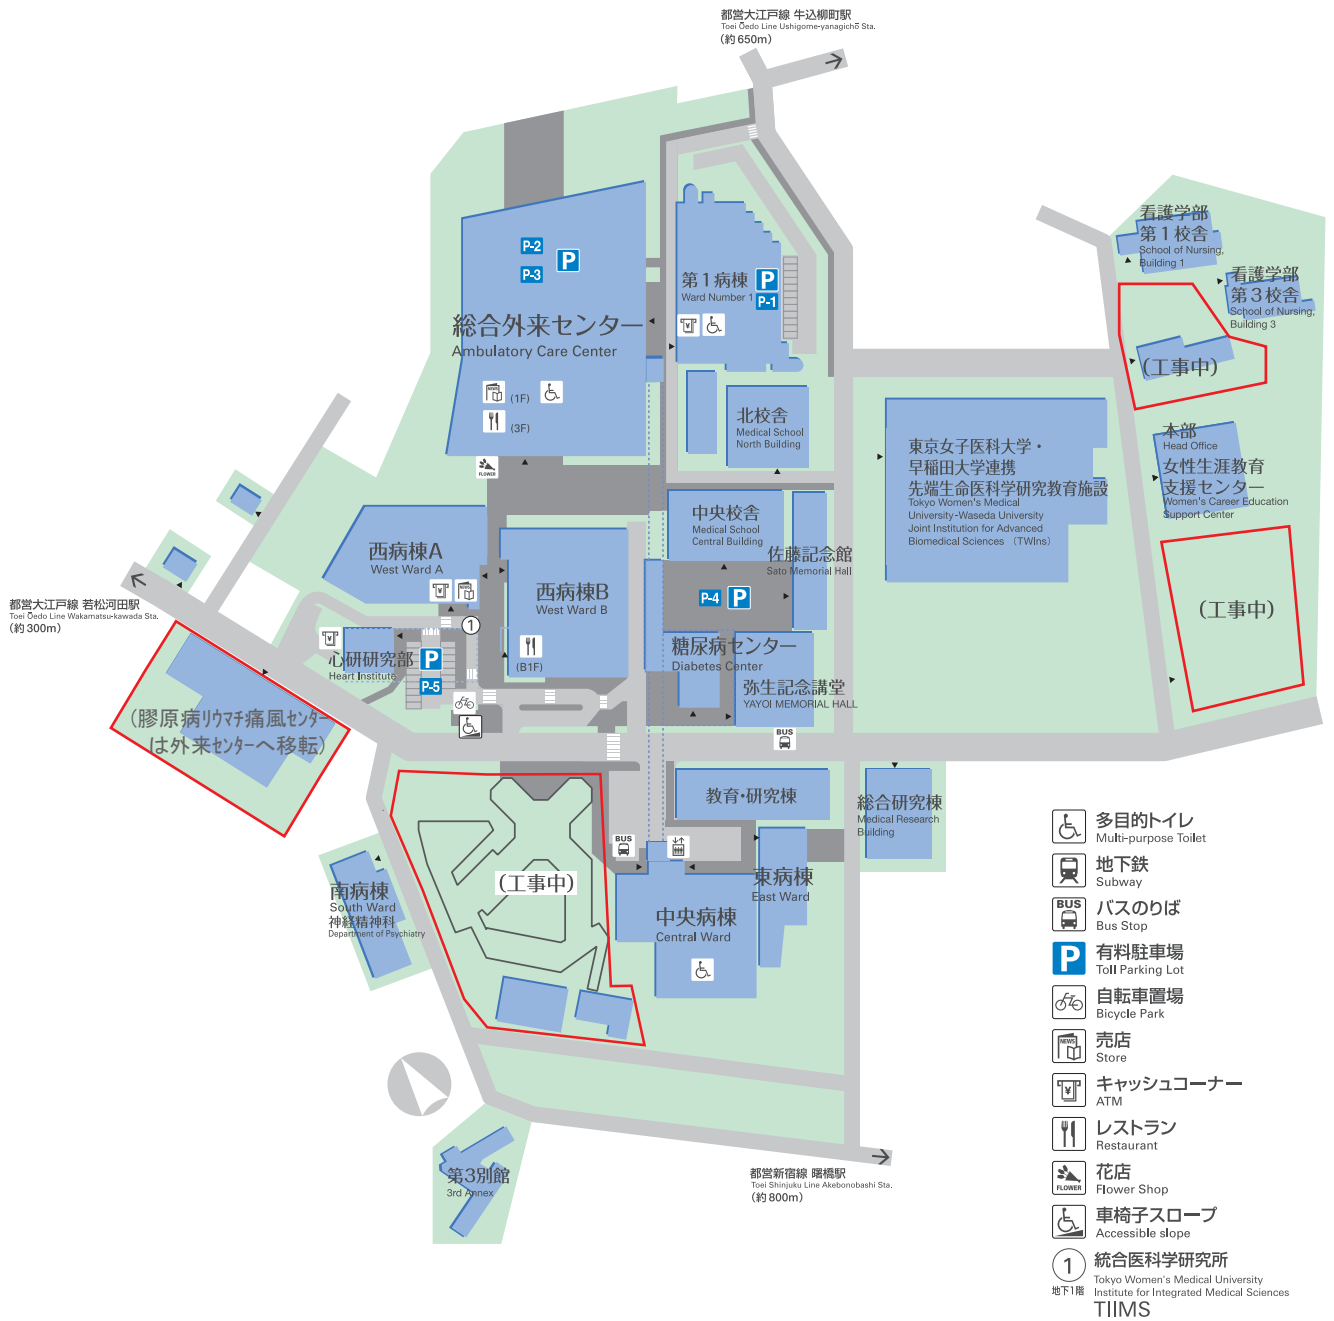 都営大江戸線 牛込柳町駅
Toei Ōedo Line Ushigome-yanagichō Sta.
(約650m)
看護学部
第1校舎
School of Nursing,
Building 1
看護学部
第3校舎
School of Nursing,
Building 3
(工事中)
P-2
P
P-3
総合外来センター
Ambulatory Care Center
NEWS
(1F)
(3F)
FLOWER
第1病棟
Ward Number 1
P
P-1
¥
北校舎
Medical School
North Building
東京女子医科大学・
早稲田大学連携
先端生命医科学研究教育施設
Tokyo Women's Medical
University-Waseda University
Joint Institution for Advanced
Biomedical Sciences (TWIns)
本部
Head Office
女性生涯教育
支援センター
Women's Career Education
Support Center
(工事中)
中央校舎
Medical School
Central Building
佐藤記念館
Sato Memorial Hall
P-4
P
西病棟A
West Ward A
¥
NEWS
西病棟B
West Ward B
(B1F)
1
都営大江戸線 若松河田駅
Toei Ōedo Line Wakamatsu-kawada Sta.
(約300m)
¥
心研研究部
Heart Institute
P
P-5
糖尿病センター
Diabetes Center
弥生記念講堂
YAYOI MEMORIAL HALL
BUS
(膠原病リウマチ痛風センター
は外来センターへ移転)
教育・研究棟
総合研究棟
Medical Research
Building
BUS
東病棟
East Ward
中央病棟
Central Ward
(工事中)
南病棟
South Ward
神経精神科
Department of Psychiatry
第3別館
3rd Annex
都営新宿線 曙橋駅
Toei Shinjuku Line Akebonobashi Sta.
(約800m)
多目的トイレ
Multi-purpose Toilet
地下鉄
Subway
BUS
バスのりば
Bus Stop
P
有料駐車場
Toll Parking Lot
自転車置場
Bicycle Park
NEWS
売店
Store
¥
キャッシュコーナー
ATM
レストラン
Restaurant
FLOWER
花店
Flower Shop
車椅子スロープ
Accessible slope
1
地下1階
統合医科学研究所
Tokyo Women's Medical University
Institute for Integrated Medical Sciences
TIIMS